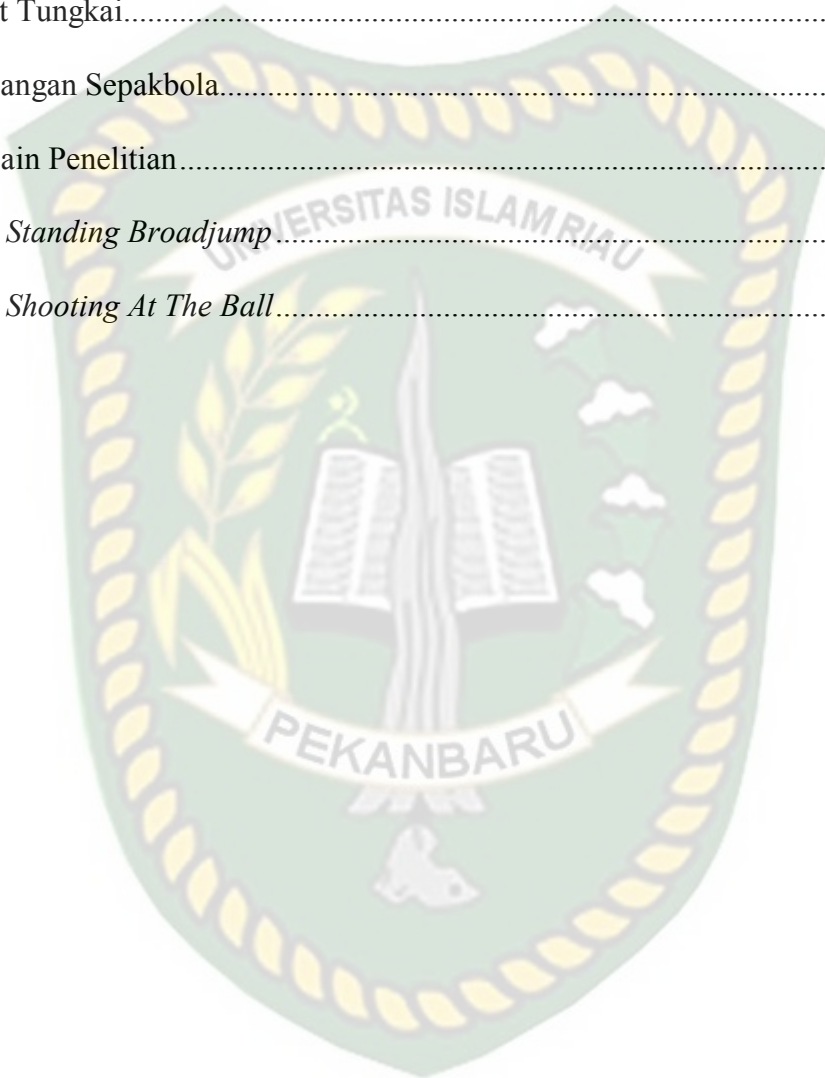 t Tungkai........................................................................................
angan Sepakbola............................................................................
ain Penelitian.................................................................................
Standing Broadjump.....................................................................
Shooting At The Ball.....................................................................
UNIVERSITAS ISLAM RIAU
PEKANBARU